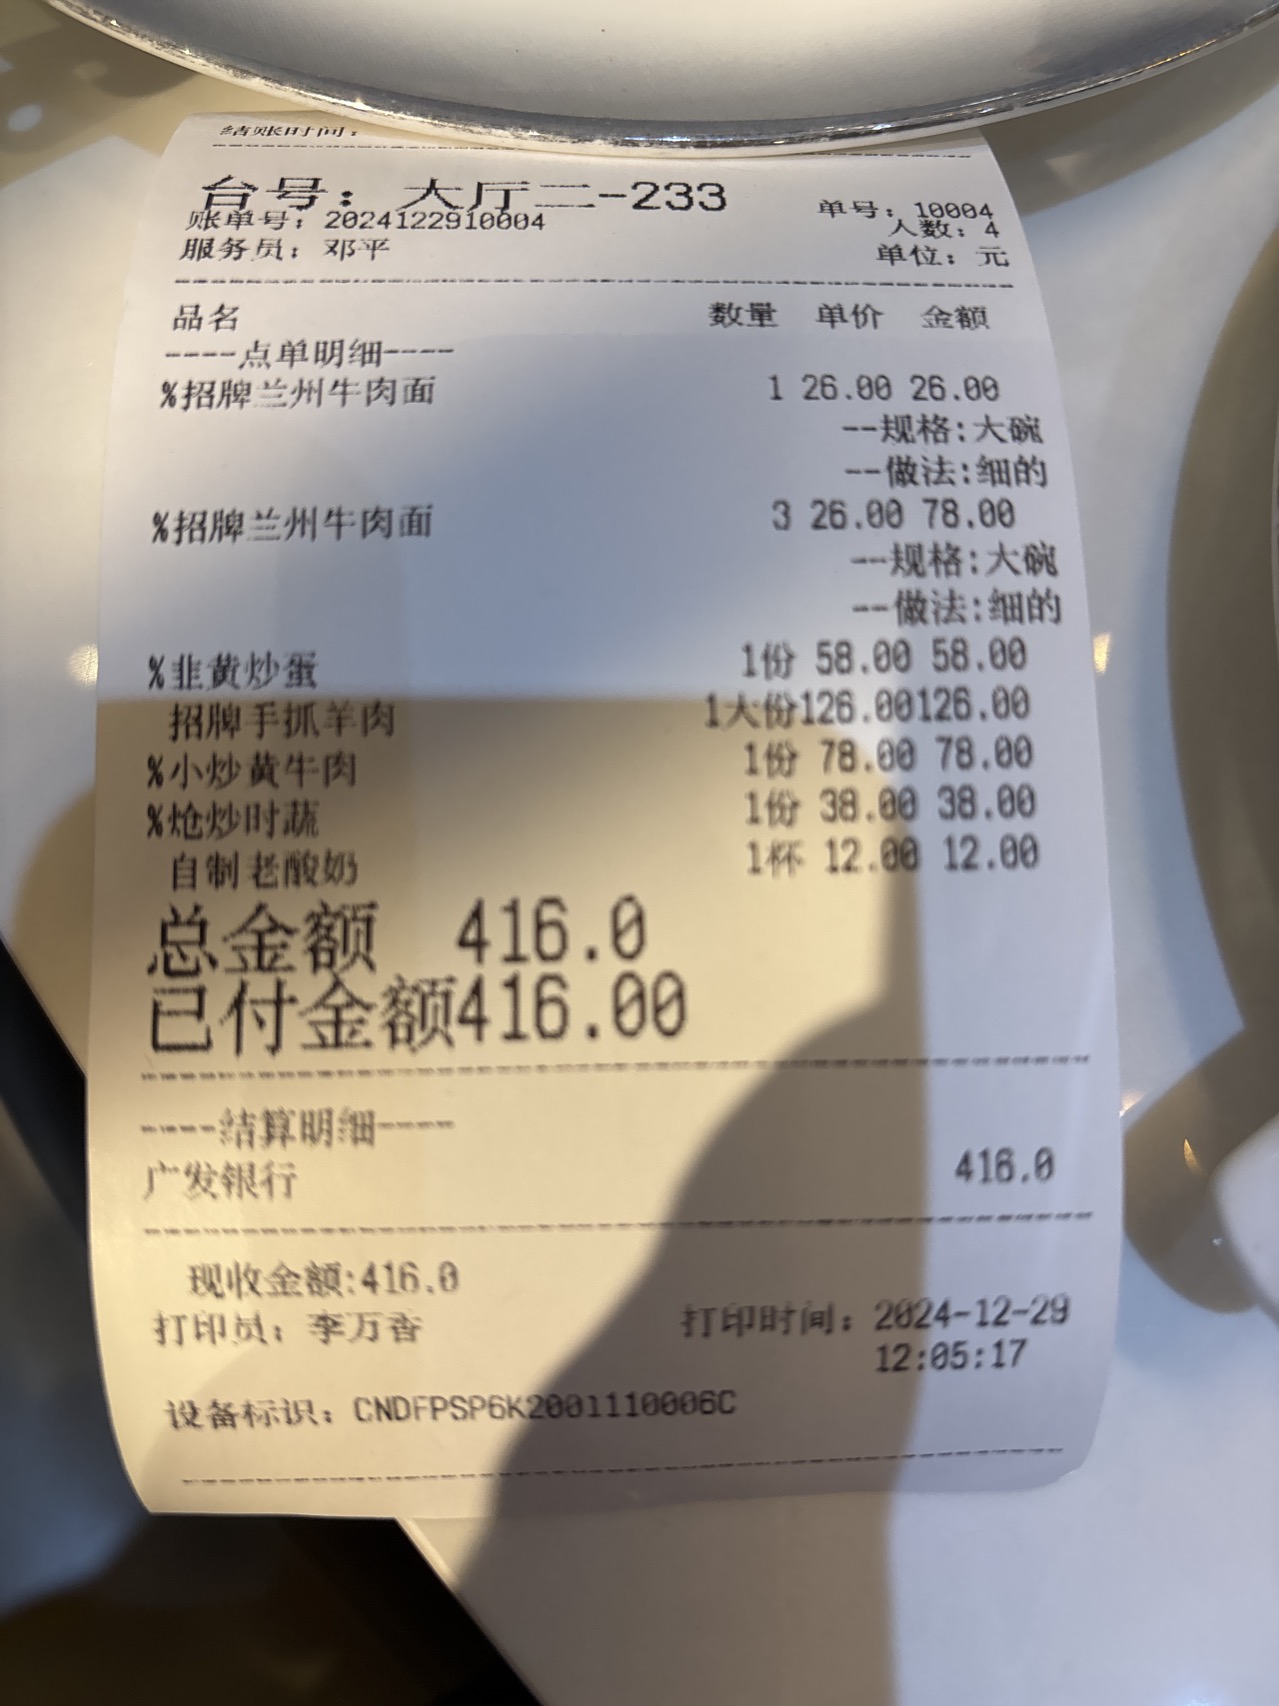 结账时间：
台号：大厅二-233
单号：10004
账单号：2024122910004
人数：4
服务员：邓平
单位：元
品名 数量 单价 金额
----点单明细----
%招牌兰州牛肉面 1 26.00 26.00
--规格:大碗
--做法:细的
%招牌兰州牛肉面 3 26.00 78.00
--规格:大碗
--做法:细的
%韭黄炒蛋 1份 58.00 58.00
招牌手抓羊肉 1大份126.00126.00
%小炒黄牛肉 1份 78.00 78.00
%炝炒时蔬 1份 38.00 38.00
自制老酸奶 1杯 12.00 12.00
总金额 416.0
已付金额416.00
----结算明细----
广发银行 416.0
现收金额:416.0
打印员：李万香 打印时间：2024-12-29
12:05:17
设备标识：CNDFPSP6K2001110006C